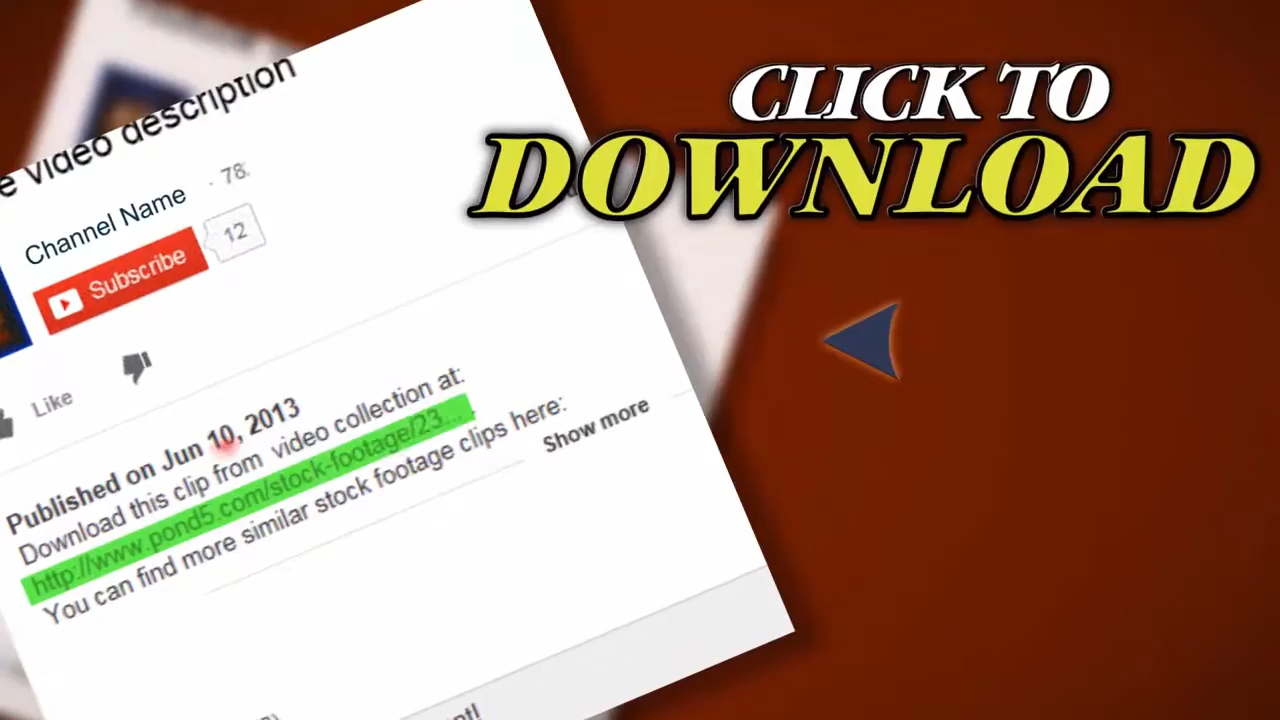 CLICK TO
DOWNLOAD
e video description
Channel Name
78
Subscribe
12
Like
Published on Jun 10, 2013
Download this clip from video collection at:
http://www.pond5.com/stock-footage/23...
You can find more similar stock footage clips here:
Show more